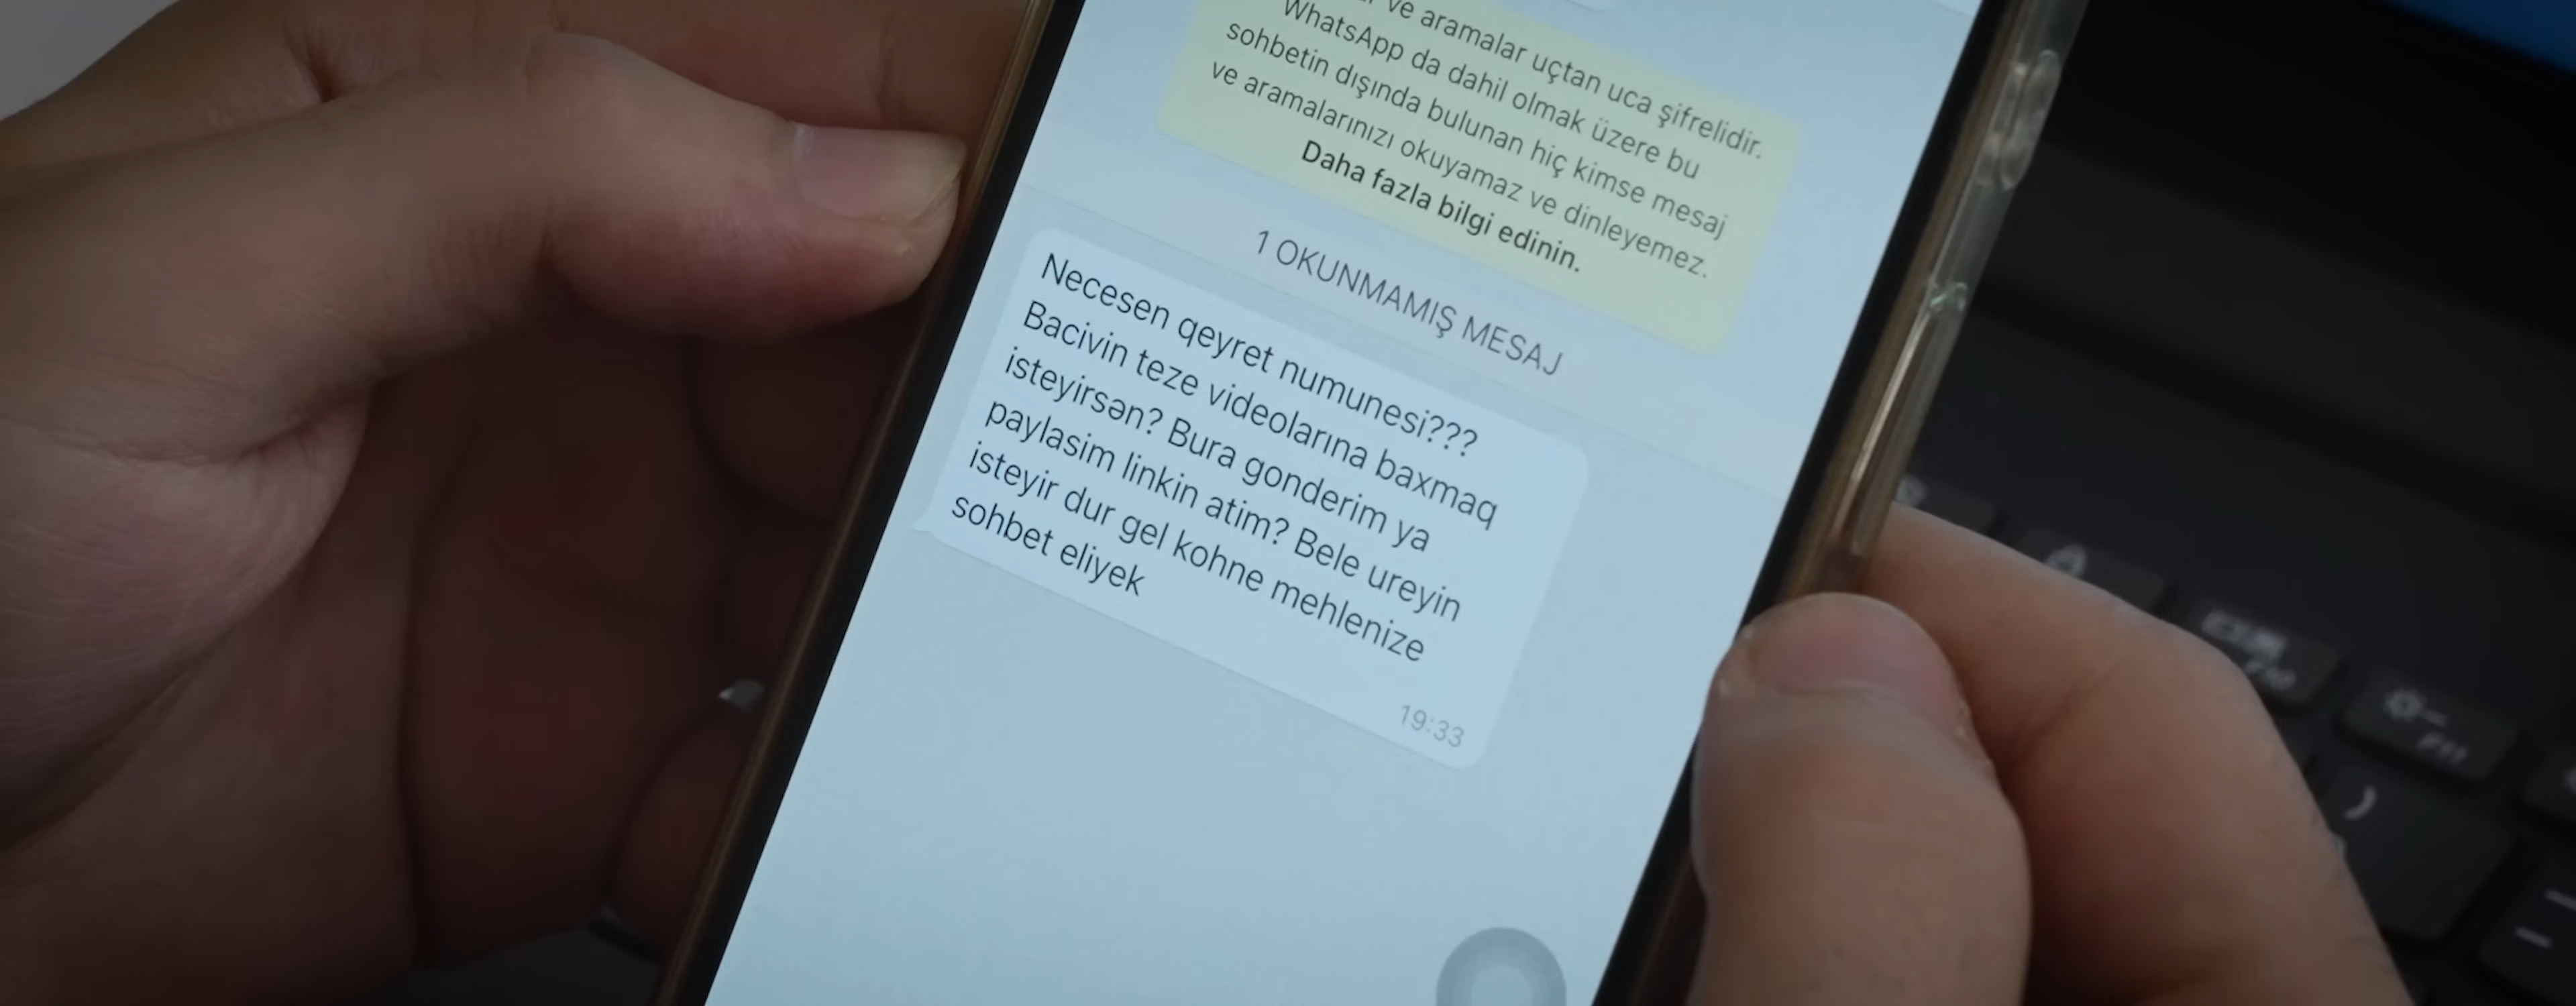 ve aramalar uçtan uca şifrelidir.
WhatsApp da dahil olmak üzere bu
sohbetin dışında bulunan hiç kimse mesaj
ve aramalarınızı okuyamaz ve dinleyemez.
Daha fazla bilgi edinin.
1 OKUNMAMIŞ MESAJ
Necesen qeyret numunesi???
Bacivin teze videolarına baxmaq
isteyirsən? Bura gonderim ya
paylasim linkin atim? Bele ureyin
isteyir dur gel kohne mehlenize
sohbet eliyek
19:33
F11
)